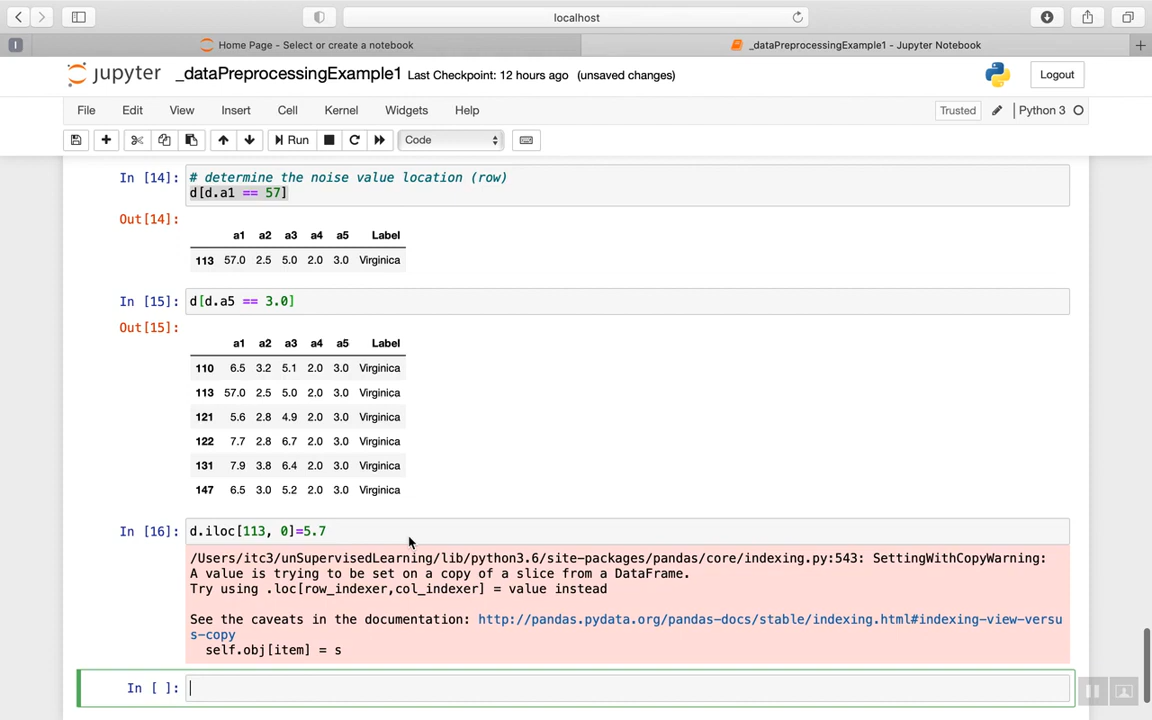 localhost
I
Home Page - Select or create a notebook
_dataPreprocessingExample1 - Jupyter Notebook
jupyter _dataPreprocessingExample1 Last Checkpoint: 12 hours ago (unsaved changes)
Logout
File Edit View Insert Cell Kernel Widgets Help
Trusted
Python 3
Run
Code
In [14]: # determine the noise value location (row)
d[d.a1 == 57]
Out[14]:
a1 a2 a3 a4 a5 Label
113 57.0 2.5 5.0 2.0 3.0 Virginica
In [15]: d[d.a5 == 3.0]
Out[15]:
a1 a2 a3 a4 a5 Label
110 6.5 3.2 5.1 2.0 3.0 Virginica
113 57.0 2.5 5.0 2.0 3.0 Virginica
121 5.6 2.8 4.9 2.0 3.0 Virginica
122 7.7 2.8 6.7 2.0 3.0 Virginica
131 7.9 3.8 6.4 2.0 3.0 Virginica
147 6.5 3.0 5.2 2.0 3.0 Virginica
In [16]: d.iloc[113, 0]=5.7
/Users/itc3/unSupervisedLearning/lib/python3.6/site-packages/pandas/core/indexing.py:543: SettingWithCopyWarning:
A value is trying to be set on a copy of a slice from a DataFrame.
Try using .loc[row_indexer,col_indexer] = value instead
See the caveats in the documentation: http://pandas.pydata.org/pandas-docs/stable/indexing.html#indexing-view-versu
s-copy
self.obj[item] = s
In [ ]: